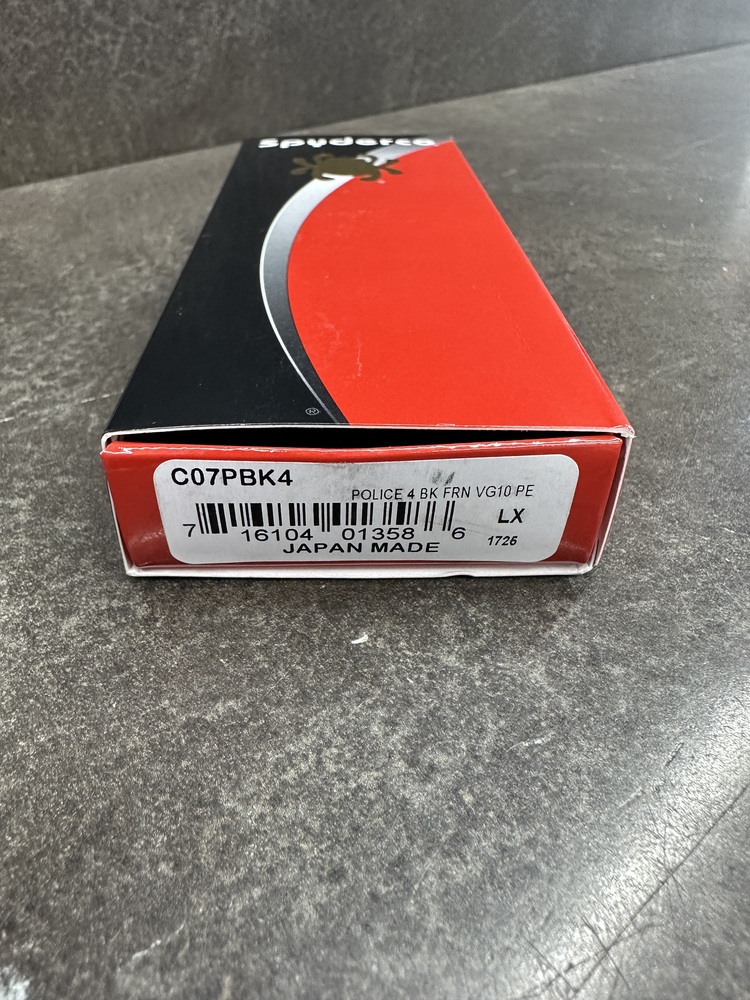 Spyderco
®
C07PBK4
POLICE 4 BK FRN VG10 PE
LX
7 16104 01358 6
1726
JAPAN MADE